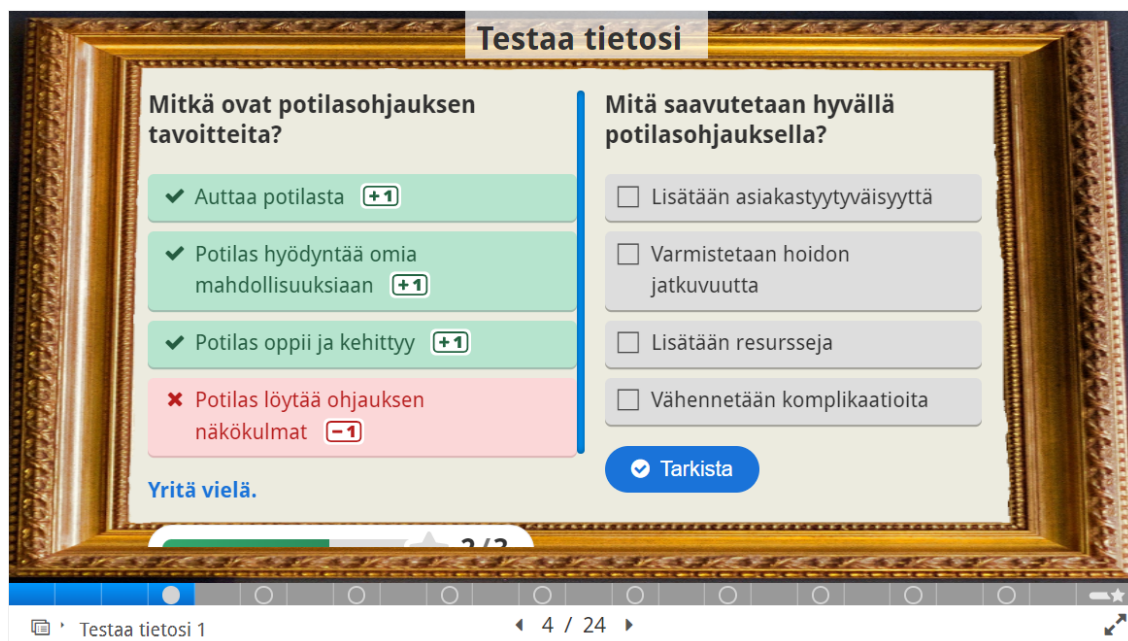 Testaa tietosi
Mitkä ovat potilasohjauksen
tavoitteita?
Auttaa potilasta +1
Potilas hyödyntää omia
mahdollisuuksiaan +1
Potilas oppii ja kehittyy +1
Potilas löytää ohjauksen
näkökulmat -1
Yritä vielä.
2/3
Mitä saavutetaan hyvällä
potilasohjauksella?
Lisätään asiakastyytyväisyyttä
Varmistetaan hoidon
jatkuvuutta
Lisätään resursseja
Vähennetään komplikaatioita
Tarkista
Testaa tietosi 1
4 / 24